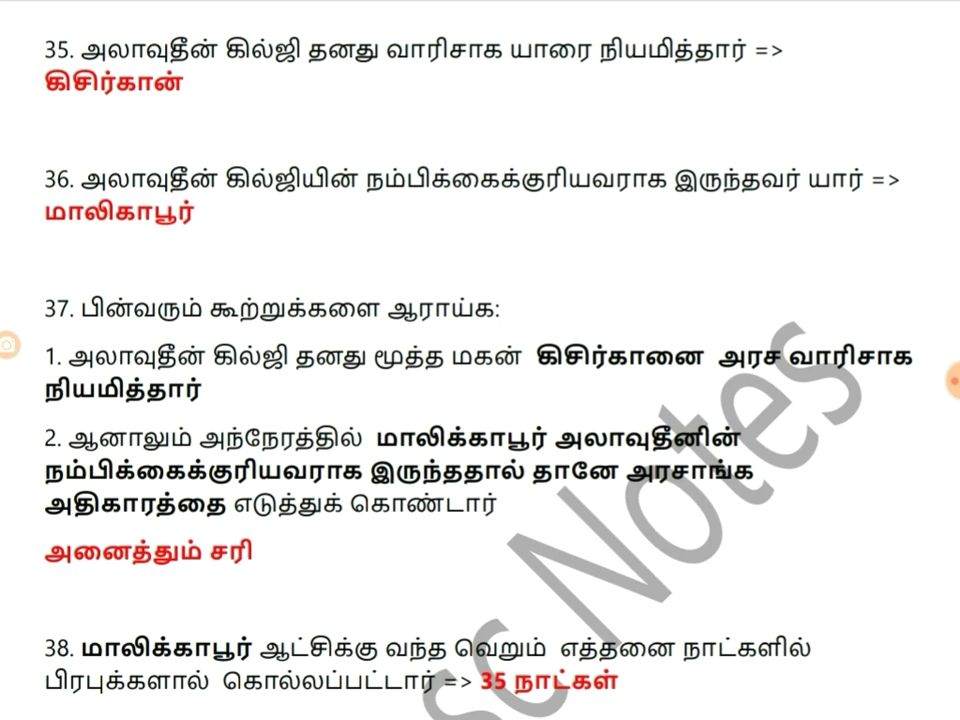 35. அலாவுதீன் கில்ஜி தனது வாரிசாக யாரை நியமித்தார் =>
கிசிர்கான்
36. அலாவுதீன் கில்ஜியின் நம்பிக்கைக்குரியவராக இருந்தவர் யார் =>
மாலிகாபூர்
37. பின்வரும் கூற்றுக்களை ஆராய்க:
1. அலாவுதீன் கில்ஜி தனது மூத்த மகன் கிசிர்கானை அரச வாரிசாக
நியமித்தார்
2. ஆனாலும் அந்நேரத்தில் மாலிக்காபூர் அலாவுதீனின்
நம்பிக்கைக்குரியவராக இருந்ததால் தானே அரசாங்க
அதிகாரத்தை எடுத்துக் கொண்டார்
அனைத்தும் சரி
38. மாலிக்காபூர் ஆட்சிக்கு வந்த வெறும் எத்தனை நாட்களில்
பிரபுக்களால் கொல்லப்பட்டார் => 35 நாட்கள்
sc Notes